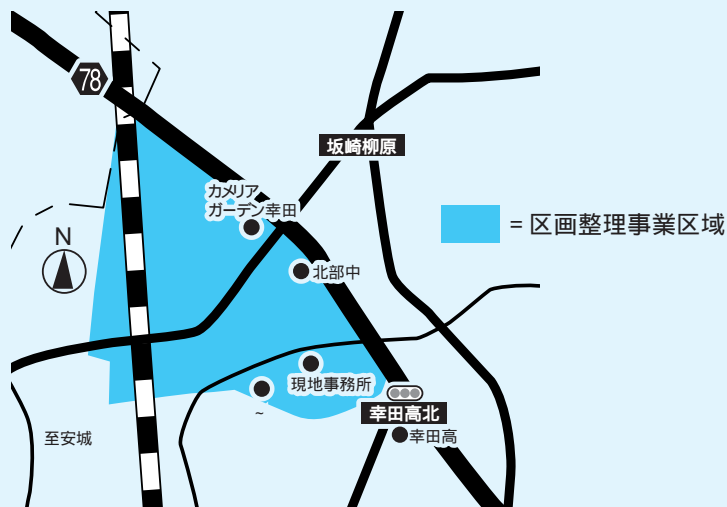 78
坂崎柳原
カメリア
ガーデン幸田
= 区画整理事業区域
N
北部中
現地事務所
~
幸田高北
至安城
幸田高